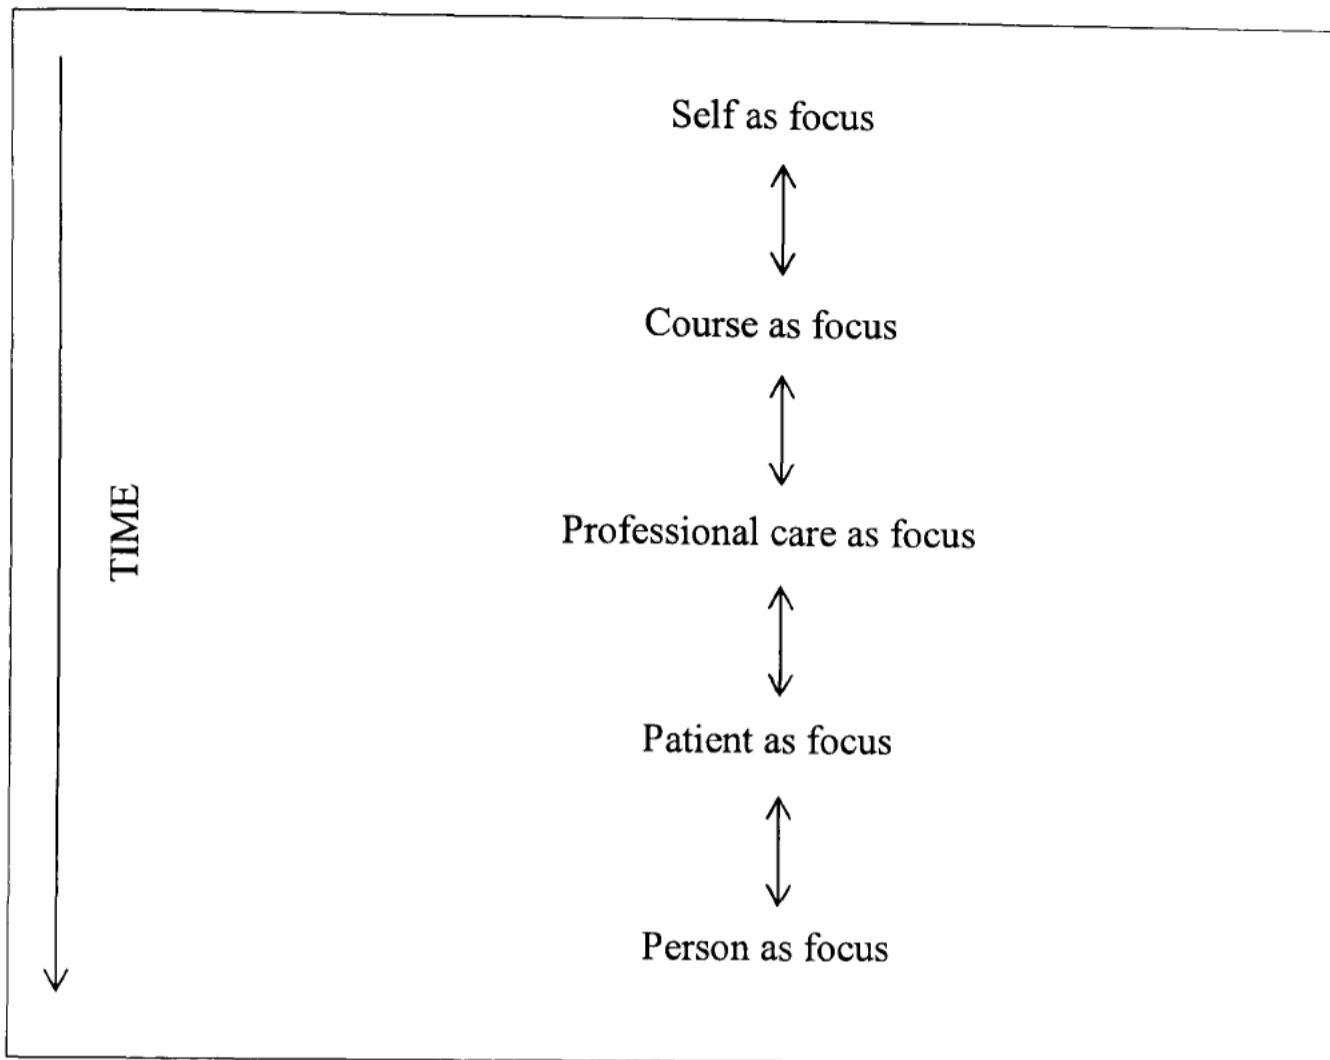 Self as focus
Course as focus
TIME
Professional care as focus
Patient as focus
Person as focus